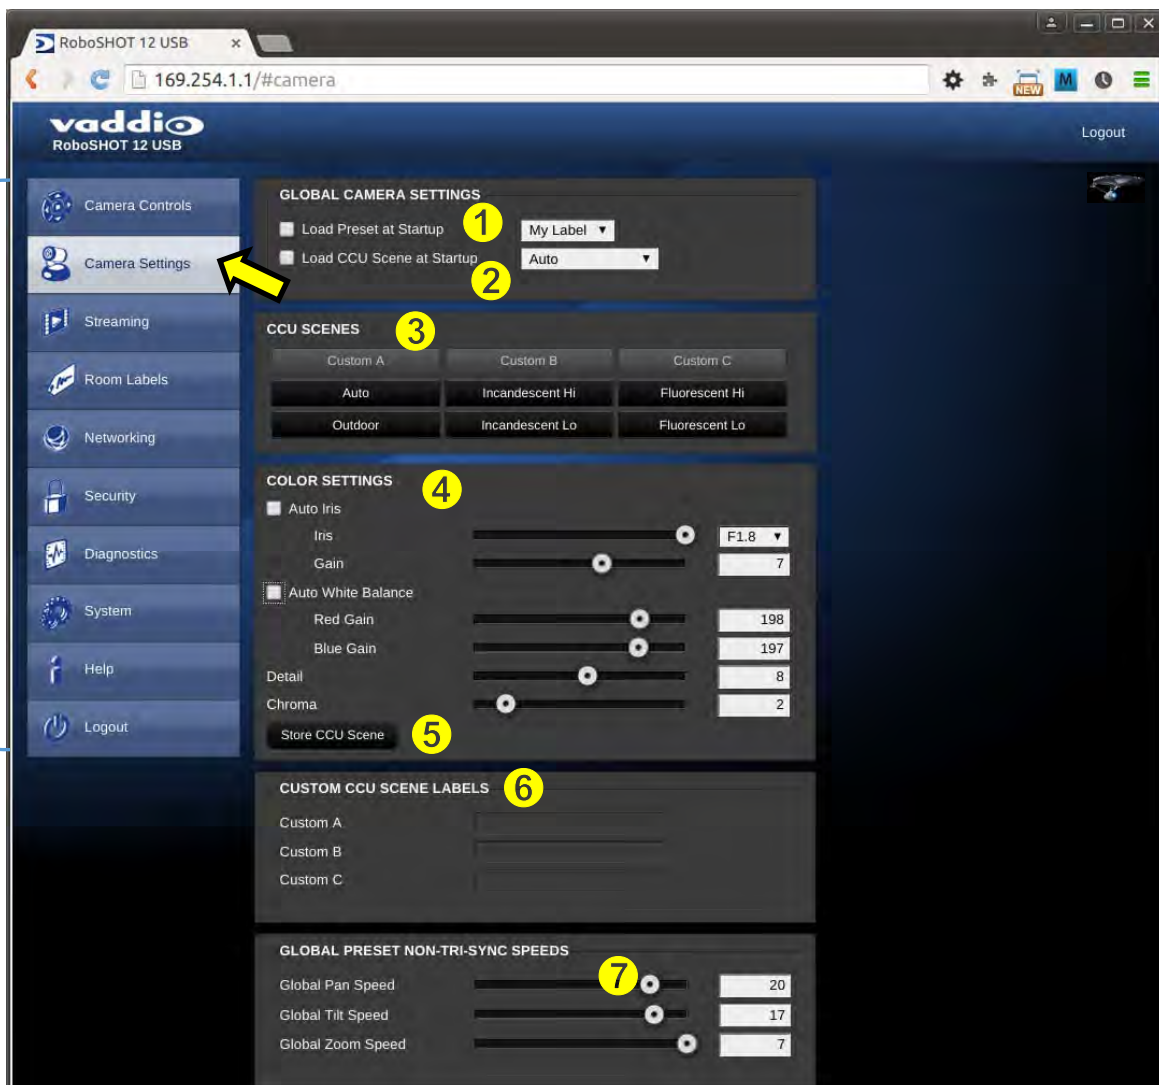 RoboSHOT 12 USB ×
169.254.1.1/#camera
NEW M
vaddio
RoboSHOT 12 USB
Logout
Camera Controls
Camera Settings
Streaming
Room Labels
Networking
Security
Diagnostics
System
Help
Logout
GLOBAL CAMERA SETTINGS
Load Preset at Startup 1 My Label ▼
Load CCU Scene at Startup 2 Auto ▼
CCU SCENES 3
Custom A Custom B Custom C
Auto Incandescent Hi Fluorescent Hi
Outdoor Incandescent Lo Fluorescent Lo
COLOR SETTINGS 4
Auto Iris
Iris F1.8 ▼
Gain 7
Auto White Balance
Red Gain 198
Blue Gain 197
Detail 8
Chroma 2
Store CCU Scene 5
CUSTOM CCU SCENE LABELS 6
Custom A
Custom B
Custom C
GLOBAL PRESET NON-TRI-SYNC SPEEDS
7
Global Pan Speed 20
Global Tilt Speed 17
Global Zoom Speed 7